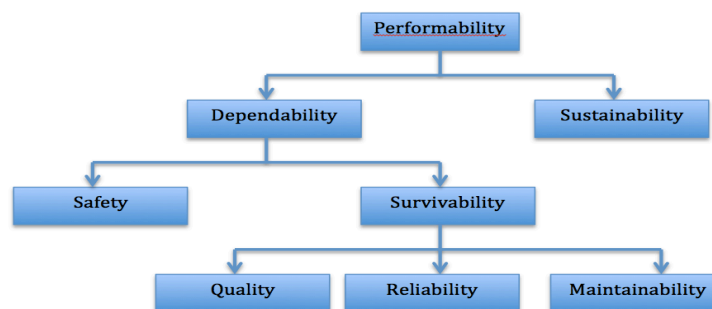 Performability
Dependability
Sustainability
Safety
Survivability
Quality
Reliability
Maintainability